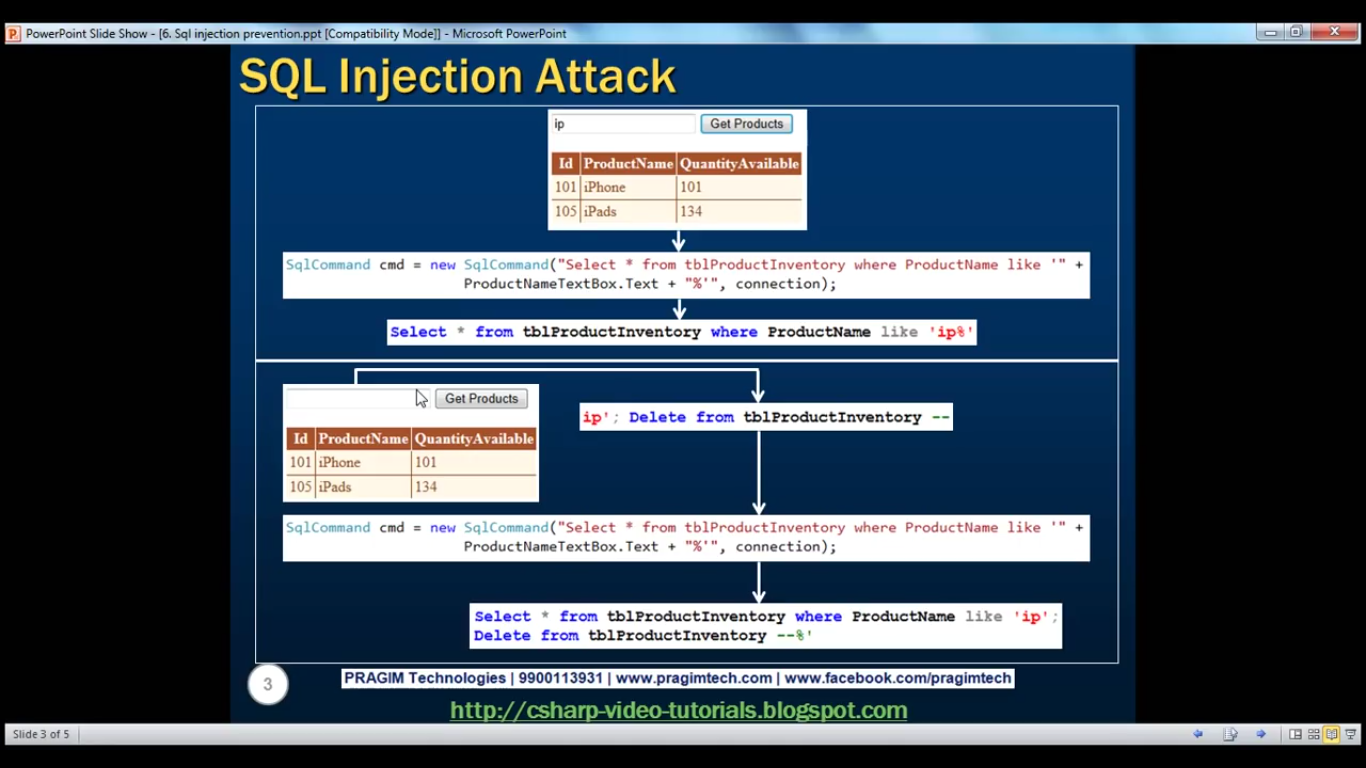 PowerPoint Slide Show - [6. Sql injection prevention.ppt [Compatibility Mode]] - Microsoft PowerPoint
SQL Injection Attack
ip Get Products
Id ProductName QuantityAvailable
101 iPhone 101
105 iPads 134
SqlCommand cmd = new SqlCommand("Select * from tblProductInventory where ProductName like '" +
ProductNameTextBox.Text + "%'", connection);
Select * from tblProductInventory where ProductName like 'ip%'
Get Products
ip'; Delete from tblProductInventory --
Id ProductName QuantityAvailable
101 iPhone 101
105 iPads 134
SqlCommand cmd = new SqlCommand("Select * from tblProductInventory where ProductName like '" +
ProductNameTextBox.Text + "%'", connection);
Select * from tblProductInventory where ProductName like 'ip';
Delete from tblProductInventory --%'
3
PRAGIM Technologies | 9900113931 | www.pragimtech.com | www.facebook.com/pragimtech
http://csharp-video-tutorials.blogspot.com
Slide 3 of 5